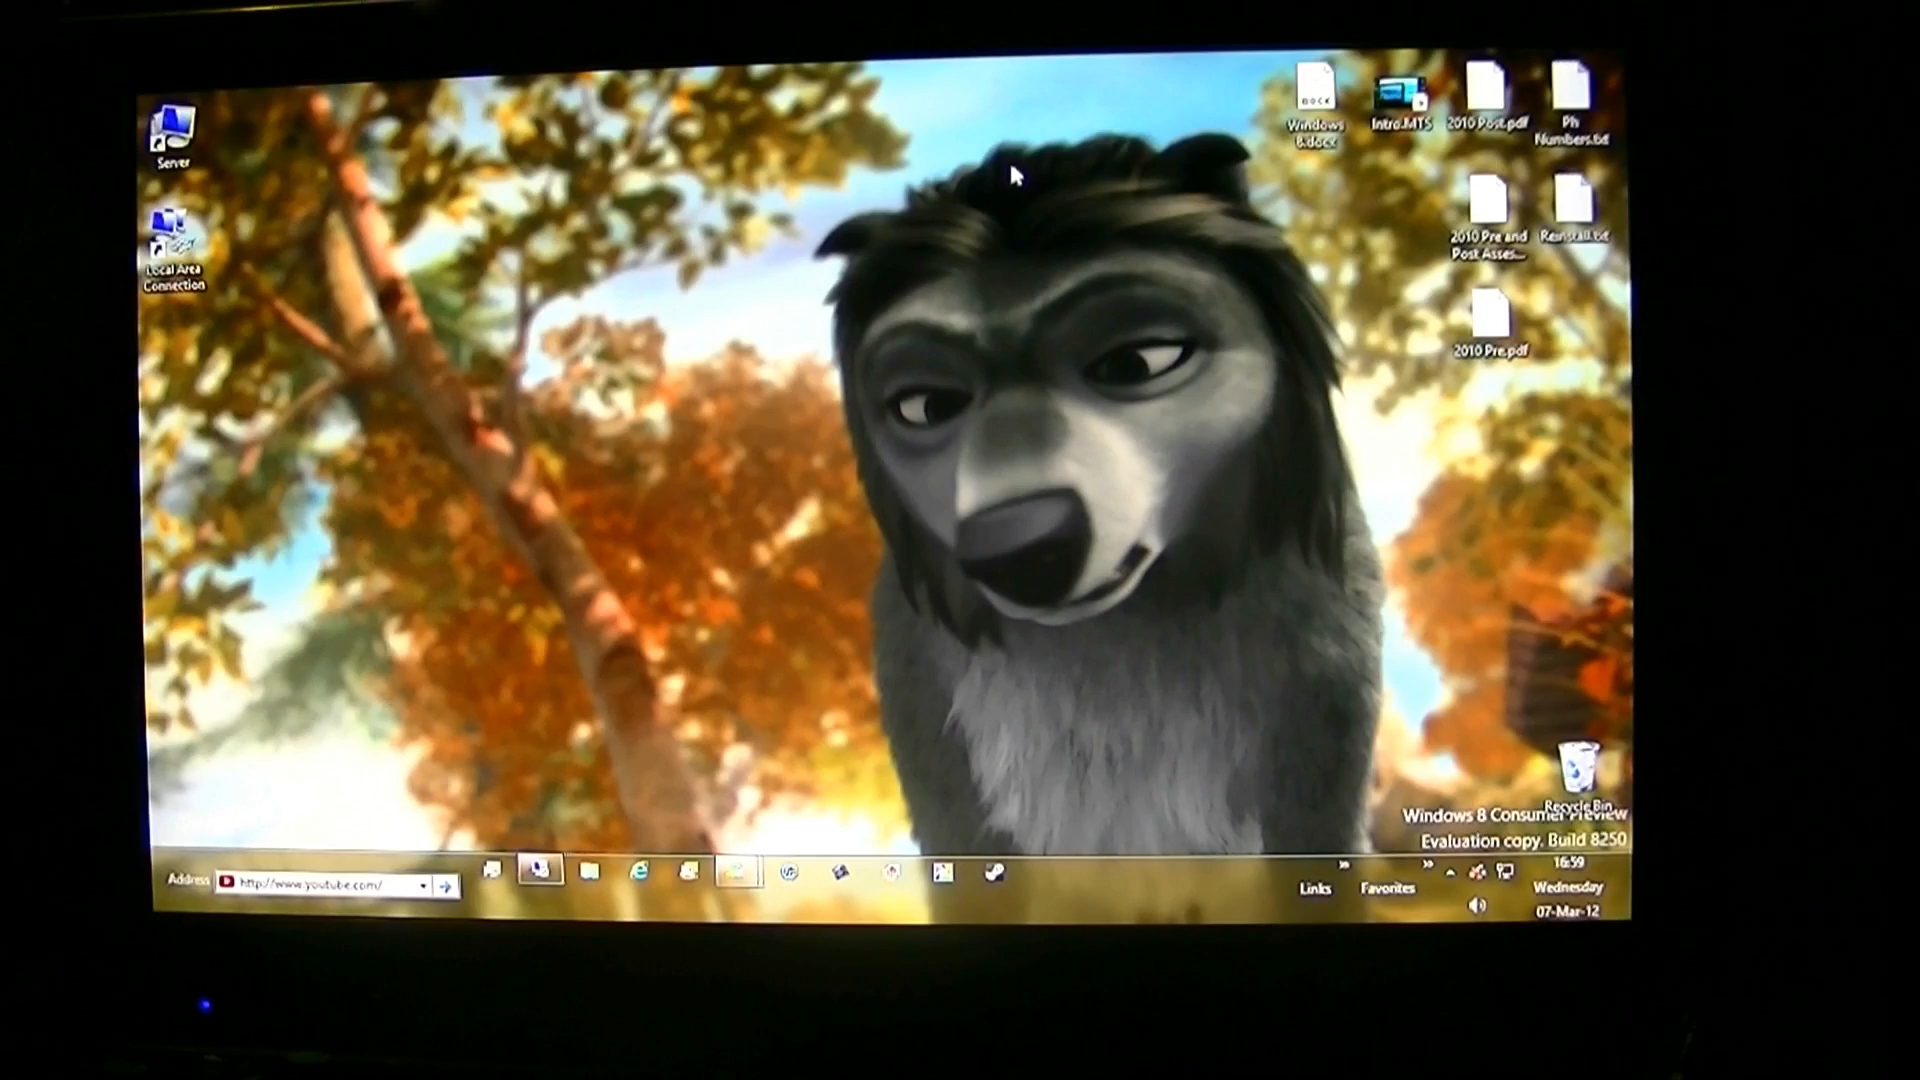 Server
Local Area
Connection
DOCX
Windows
8.docx
Intro.MTS
2010 Post.pdf
Ph
Numbers.txt
2010 Pre and
Post Asses...
Reinstall.txt
2010 Pre.pdf
Recycle Bin
Windows 8 Consumer Preview
Evaluation copy. Build 8250
Address
http://www.youtube.com/
Links
Favorites
16:59
Wednesday
07-Mar-12